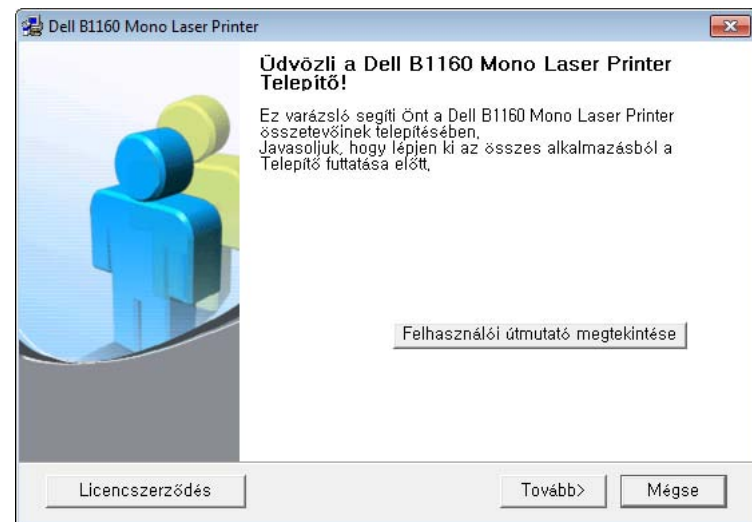 Dell B1160 Mono Laser Printer
Üdvözli a Dell B1160 Mono Laser Printer
Telepítő!
Ez varázsló segíti Önt a Dell B1160 Mono Laser Printer
összetevőinek telepítésében,
Javasoljuk, hogy lépjen ki az összes alkalmazásból a
Telepítő futtatása előtt,
Felhasználói útmutató megtekintése
Licencszerződés
Tovább>
Mégse